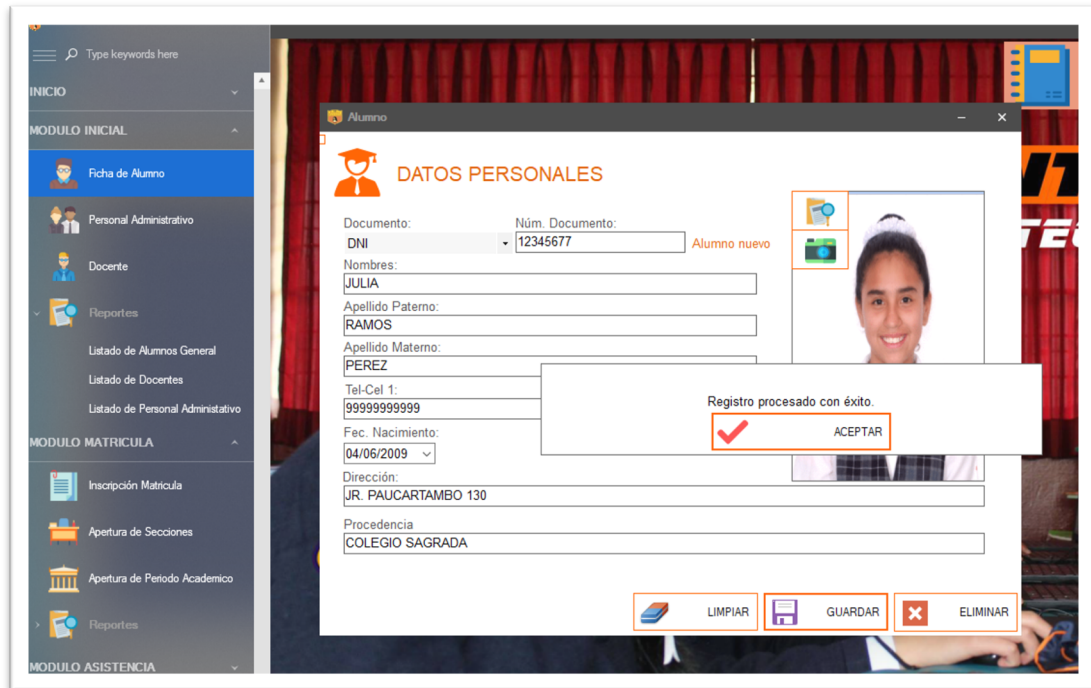 Type keywords here
INICIO
MODULO INICIAL
Ficha de Alumno
Personal Administrativo
Docente
Reportes
Listado de Alumnos General
Listado de Docentes
Listado de Personal Administativo
MODULO MATRICULA
Inscripción Matricula
Apertura de Secciones
Apertura de Periodo Academico
Reportes
MODULO ASISTENCIA
Alumno
DATOS PERSONALES
Documento: Núm. Documento:
DNI 12345677 Alumno nuevo
Nombres:
JULIA
Apellido Paterno:
RAMOS
Apellido Materno:
PEREZ
Tel-Cel 1:
99999999999
Registro procesado con éxito.
ACEPTAR
Fec. Nacimiento:
04/06/2009
Dirección:
JR. PAUCARTAMBO 130
Procedencia
COLEGIO SAGRADA
LIMPIAR GUARDAR ELIMINAR